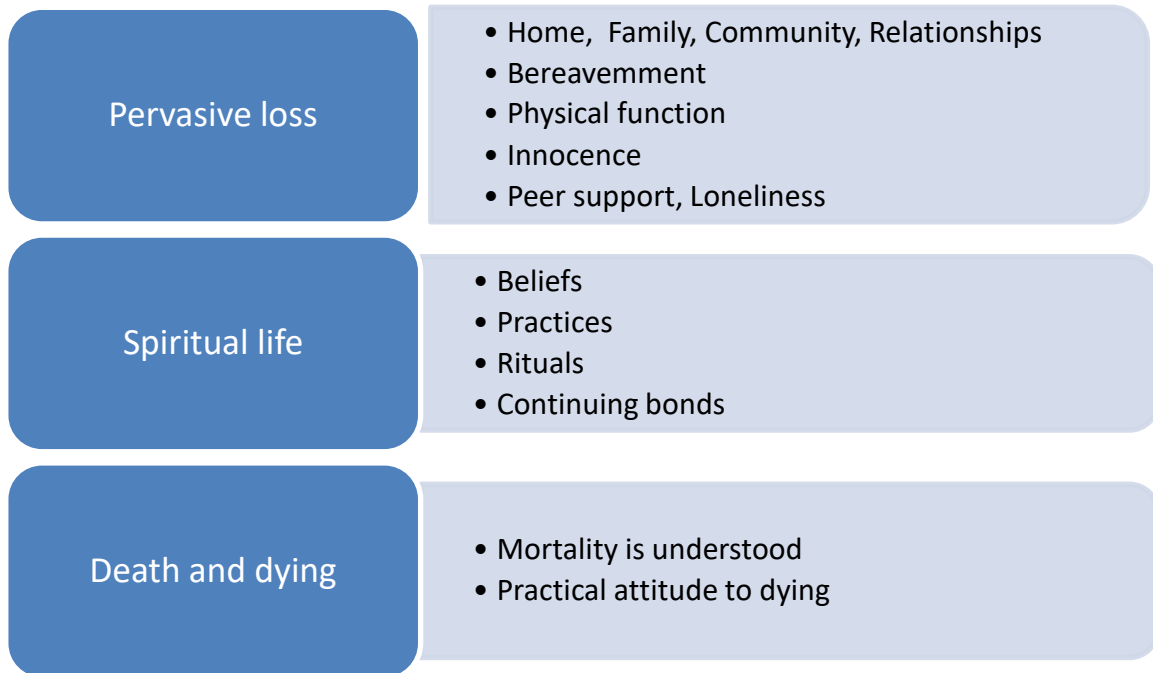 Pervasive loss
• Home,  Family, Community, Relationships
• Bereavemment
• Physical function
• Innocence
• Peer support, Loneliness
Spiritual life
• Beliefs
• Practices
• Rituals
• Continuing bonds
Death and dying
• Mortality is understood
• Practical attitude to dying